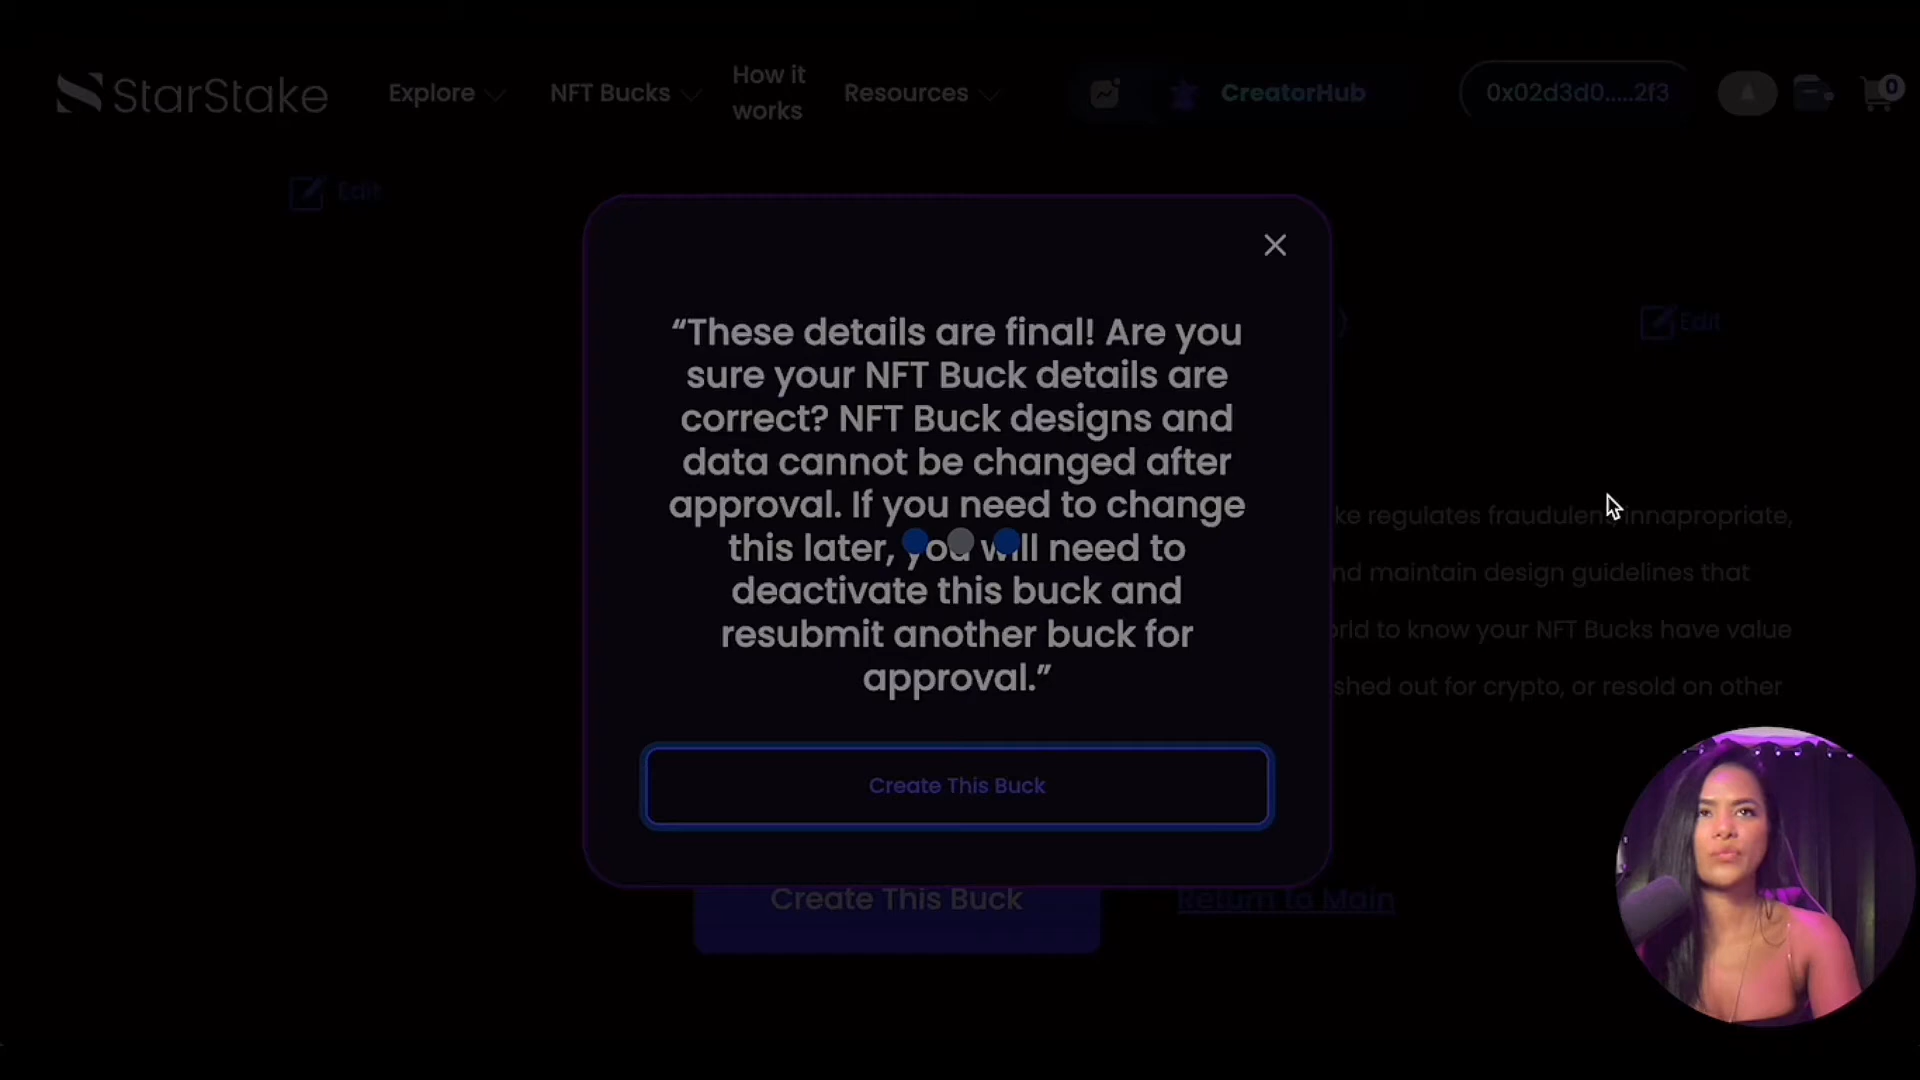 StarStake
Explore
NFT Bucks
How it
works
Resources
CreatorHub
0x02d3d0.....2f3
0
Edit
Edit
“These details are final! Are you
sure your NFT Buck details are
correct? NFT Buck designs and
data cannot be changed after
approval. If you need to change
this later, you will need to
deactivate this buck and
resubmit another buck for
approval.”
Create This Buck
ke regulates fraudulent innapropriate,
nd maintain design guidelines that
rld to know your NFT Bucks have value
shed out for crypto, or resold on other
Create This Buck
Return to Main